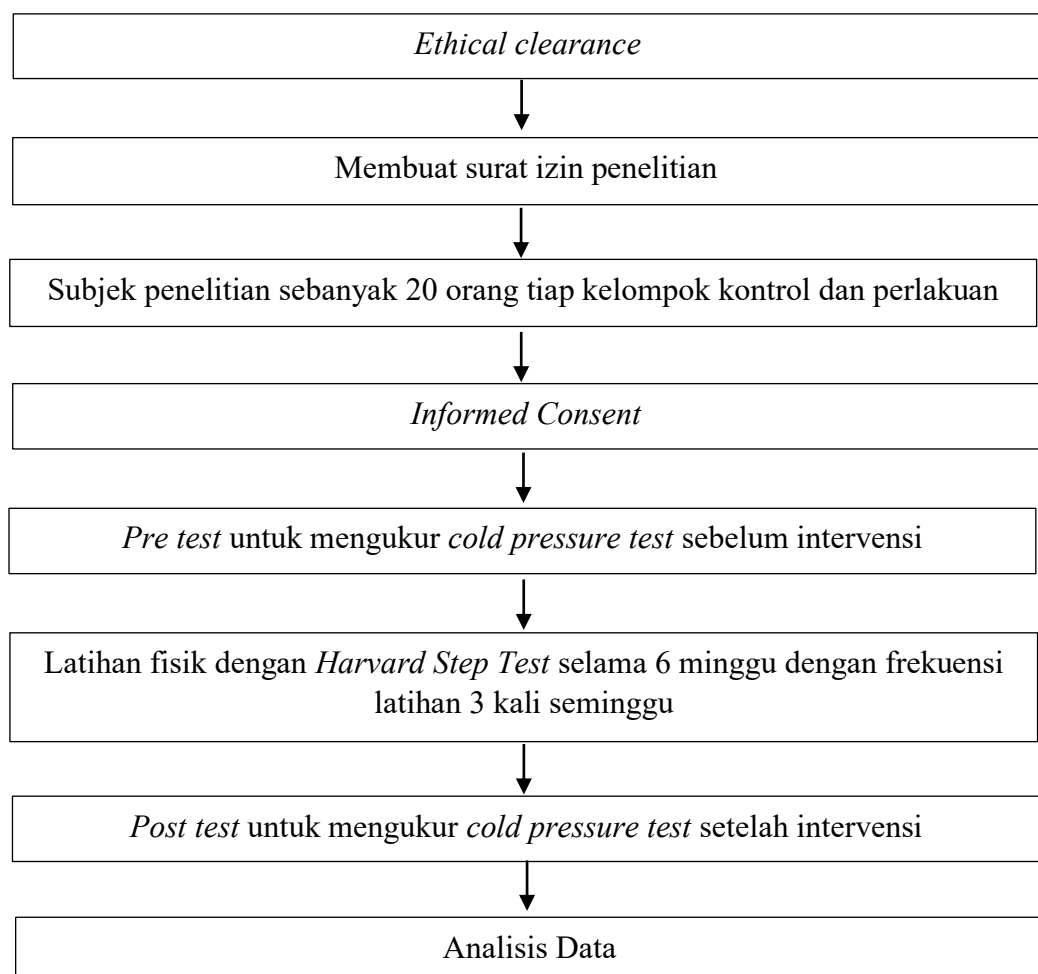 Ethical clearance
Membuat surat izin penelitian
Subjek penelitian sebanyak 20 orang tiap kelompok kontrol dan perlakuan
Informed Consent
Pre test untuk mengukur cold pressure test sebelum intervensi
Latihan fisik dengan Harvard Step Test selama 6 minggu dengan frekuensi
latihan 3 kali seminggu
Post test untuk mengukur cold pressure test setelah intervensi
Analisis Data